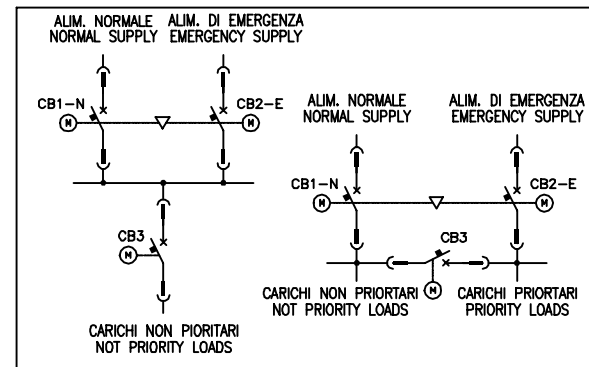 ALIM. NORMALE
NORMAL SUPPLY
ALIM. DI EMERGENZA
EMERGENCY SUPPLY
CB1-N
CB2-E
M
M
CB3
M
CARICHI NON PIORITARI
NOT PRIORITY LOADS
ALIM. NORMALE
NORMAL SUPPLY
ALIM. DI EMERGENZA
EMERGENCY SUPPLY
CB1-N
CB2-E
M
M
CB3
M
CARICHI NON PRIORTARI
NOT PRIORITY LOADS
CARICHI PRIORTARI
PRIORITY LOADS